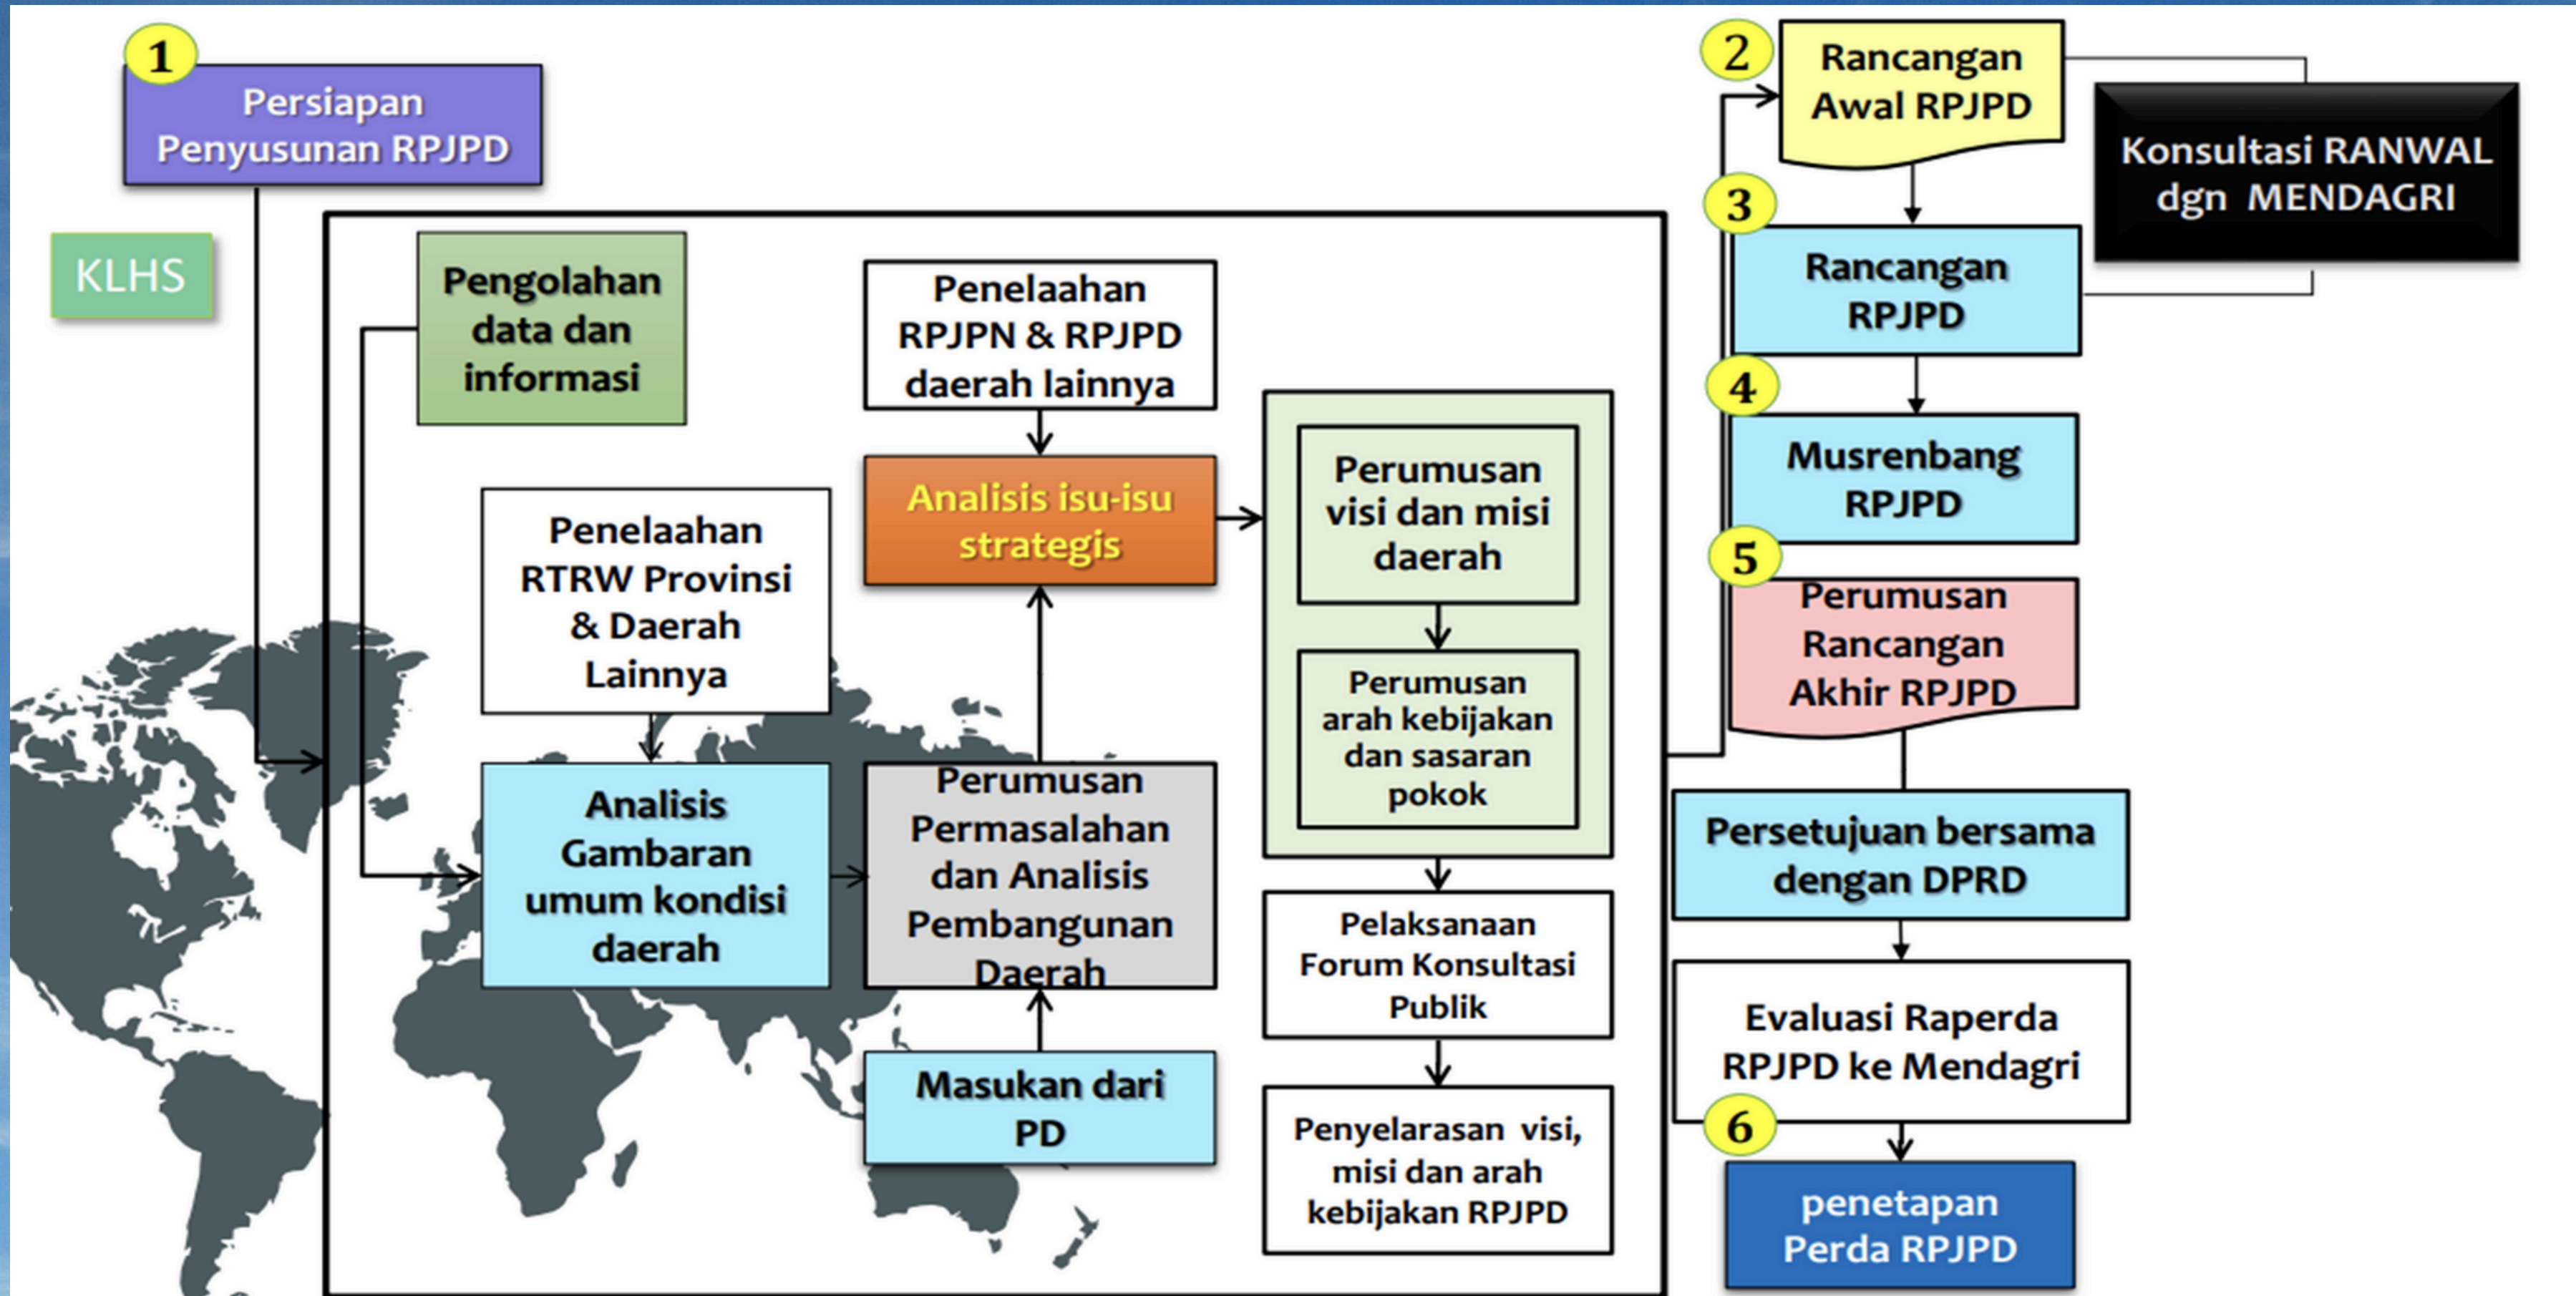 1
Persiapan
Penyusunan RPJPD
KLHS
Pengolahan
data dan
informasi
Penelaahan
RTRW Provinsi
& Daerah
Lainnya
Analisis
Gambaran
umum kondisi
daerah
Penelaahan
RPJPN & RPJPD
daerah lainnya
Analisis isu-isu
strategis
Perumusan
Permasalahan
dan Analisis
Pembangunan
Daerah
Masukan dari
PD
Perumusan
visi dan misi
daerah
Perumusan
arah kebijakan
dan sasaran
pokok
Pelaksanaan
Forum Konsultasi
Publik
Penyelarasan visi,
misi dan arah
kebijakan RPJPD
2
Rancangan
Awal RPJPD
Konsultasi RANWAL
dgn MENDAGRI
3
Rancangan
RPJPD
4
Musrenbang
RPJPD
5
Perumusan
Rancangan
Akhir RPJPD
Persetujuan bersama
dengan DPRD
Evaluasi Raperda
RPJPD ke Mendagri
6
penetapan
Perda RPJPD